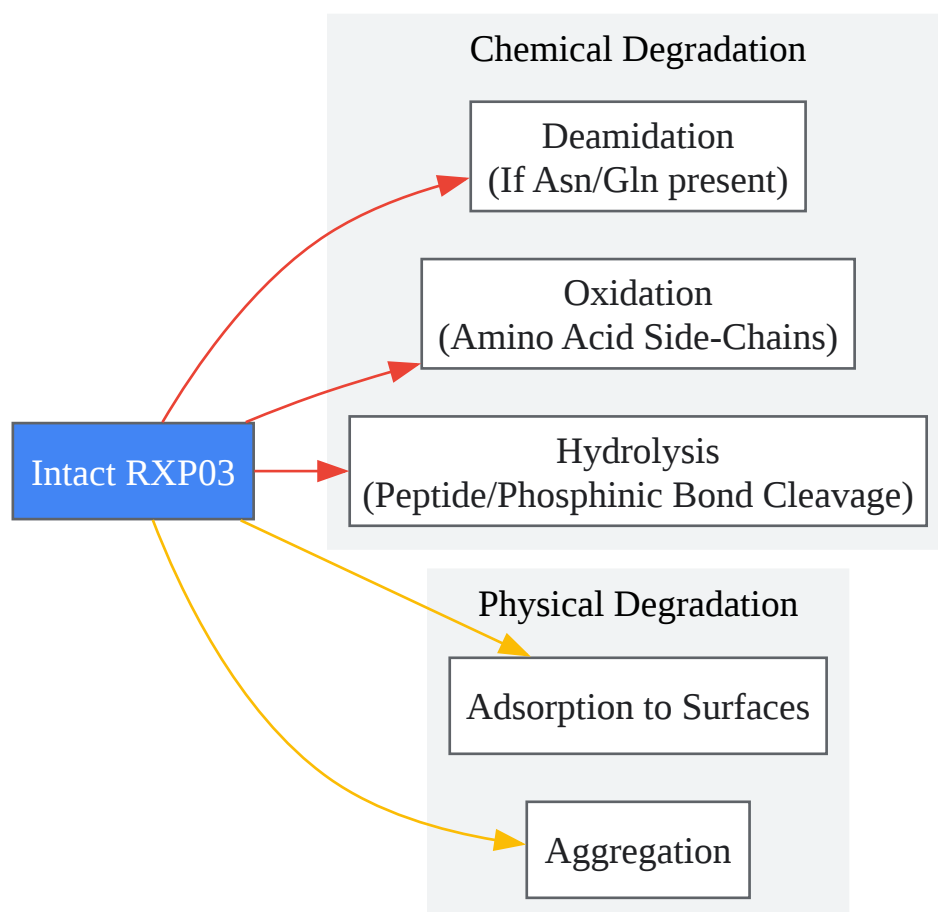 Chemical Degradation
Deamidation
(If Asn/Gln present)
Oxidation
(Amino Acid Side-Chains)
Intact RXP03
Hydrolysis
(Peptide/Phosphinic Bond Cleavage)
Physical Degradation
Adsorption to Surfaces
Aggregation